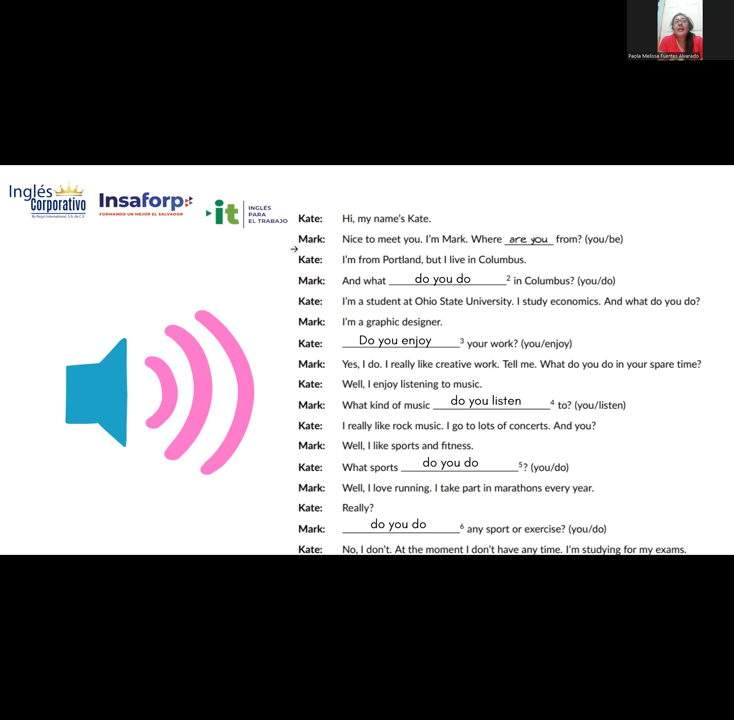 Paola Melissa Fuentes Alvarado
Inglés
Corporativo
By Regal International, S.A. de C.V.
Insaforp
FORMANDO UN MEJOR EL SALVADOR
it
INGLÉS
PARA
EL TRABAJO
Kate: Hi, my name's Kate.
Mark: Nice to meet you. I'm Mark. Where are you from? (you/be)
Kate: I'm from Portland, but I live in Columbus.
Mark: And what do you do 2 in Columbus? (you/do)
Kate: I'm a student at Ohio State University. I study economics. And what do you do?
Mark: I'm a graphic designer.
Kate: Do you enjoy 3 your work? (you/enjoy)
Mark: Yes, I do. I really like creative work. Tell me. What do you do in your spare time?
Kate: Well, I enjoy listening to music.
Mark: What kind of music do you listen 4 to? (you/listen)
Kate: I really like rock music. I go to lots of concerts. And you?
Mark: Well, I like sports and fitness.
Kate: What sports do you do 5? (you/do)
Mark: Well, I love running. I take part in marathons every year.
Kate: Really?
Mark: do you do 6 any sport or exercise? (you/do)
Kate: No, I don't. At the moment I don't have any time. I'm studying for my exams.